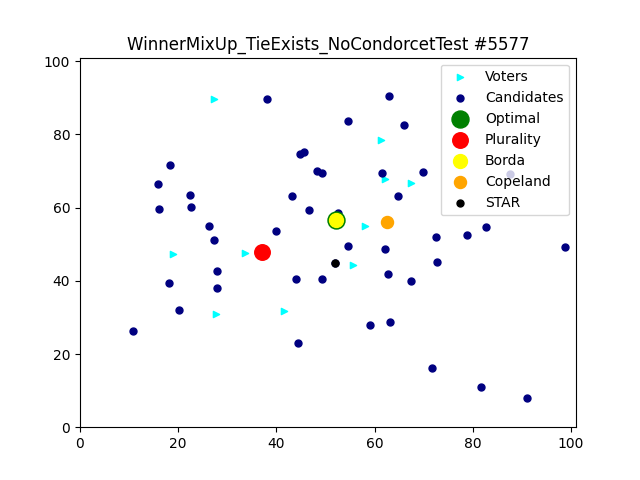 WinnerMixUp_TieExists_NoCondorcetTest #5577
100
80
60
40
20
0
0
20
40
60
80
100
Voters
Candidates
Optimal
Plurality
Borda
Copeland
STAR